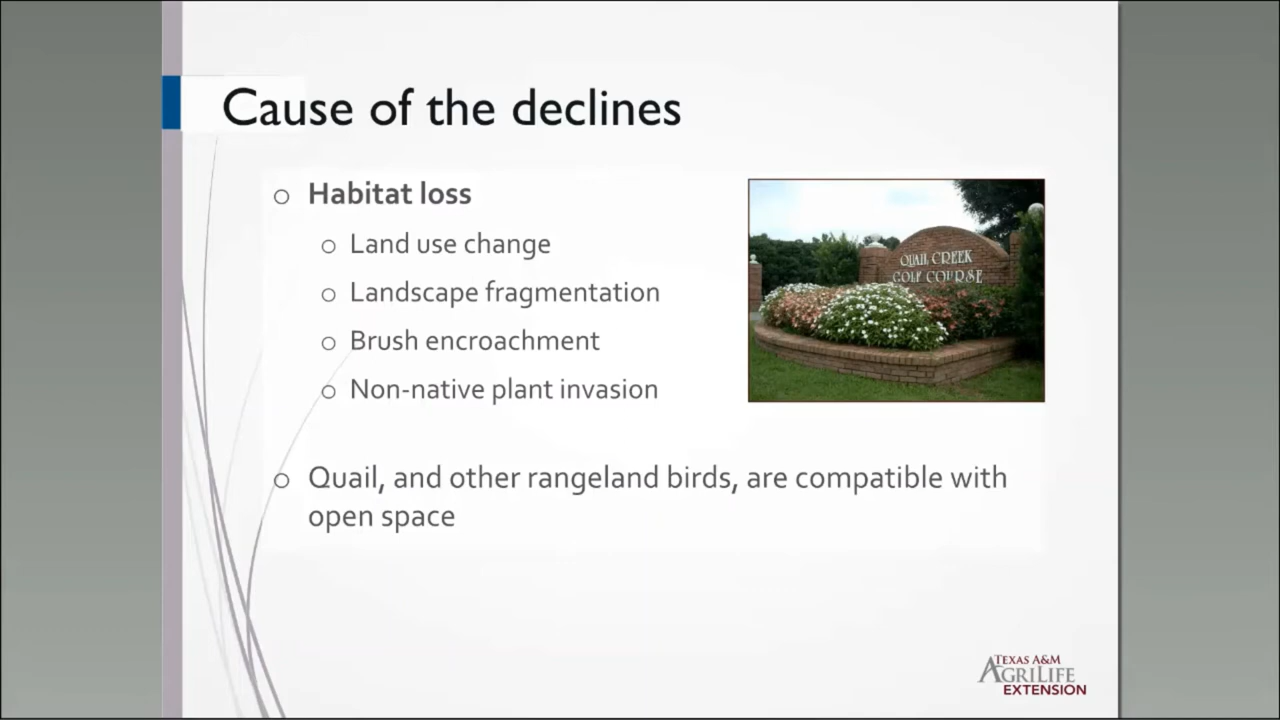 Cause of the declines
Habitat loss
Land use change
Landscape fragmentation
Brush encroachment
Non-native plant invasion
QUAIL CREEK
GOLF COURSE
Quail, and other rangeland birds, are compatible with
open space
TEXAS A&M
AGRILIFE
EXTENSION